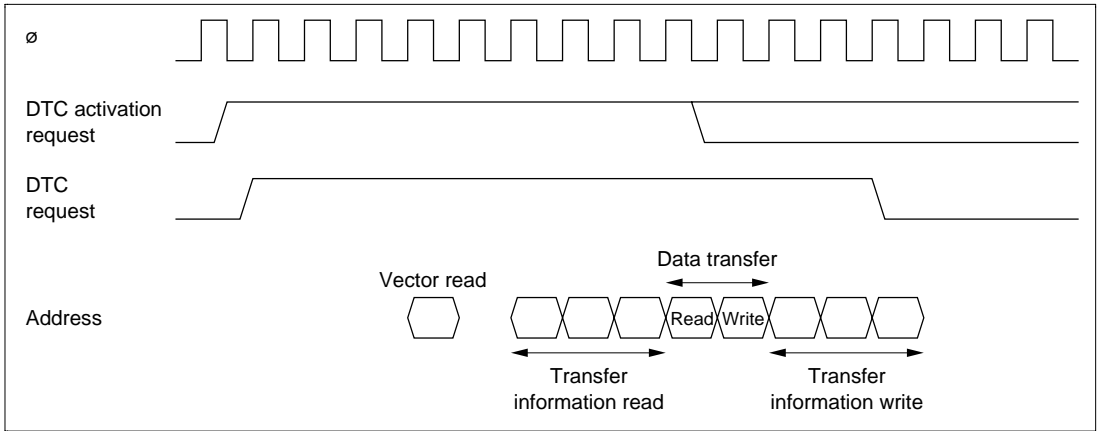 ø
DTC activation
request
DTC
request
Data transfer
Vector read
Address
Read Write
Transfer
information read
Transfer
information write